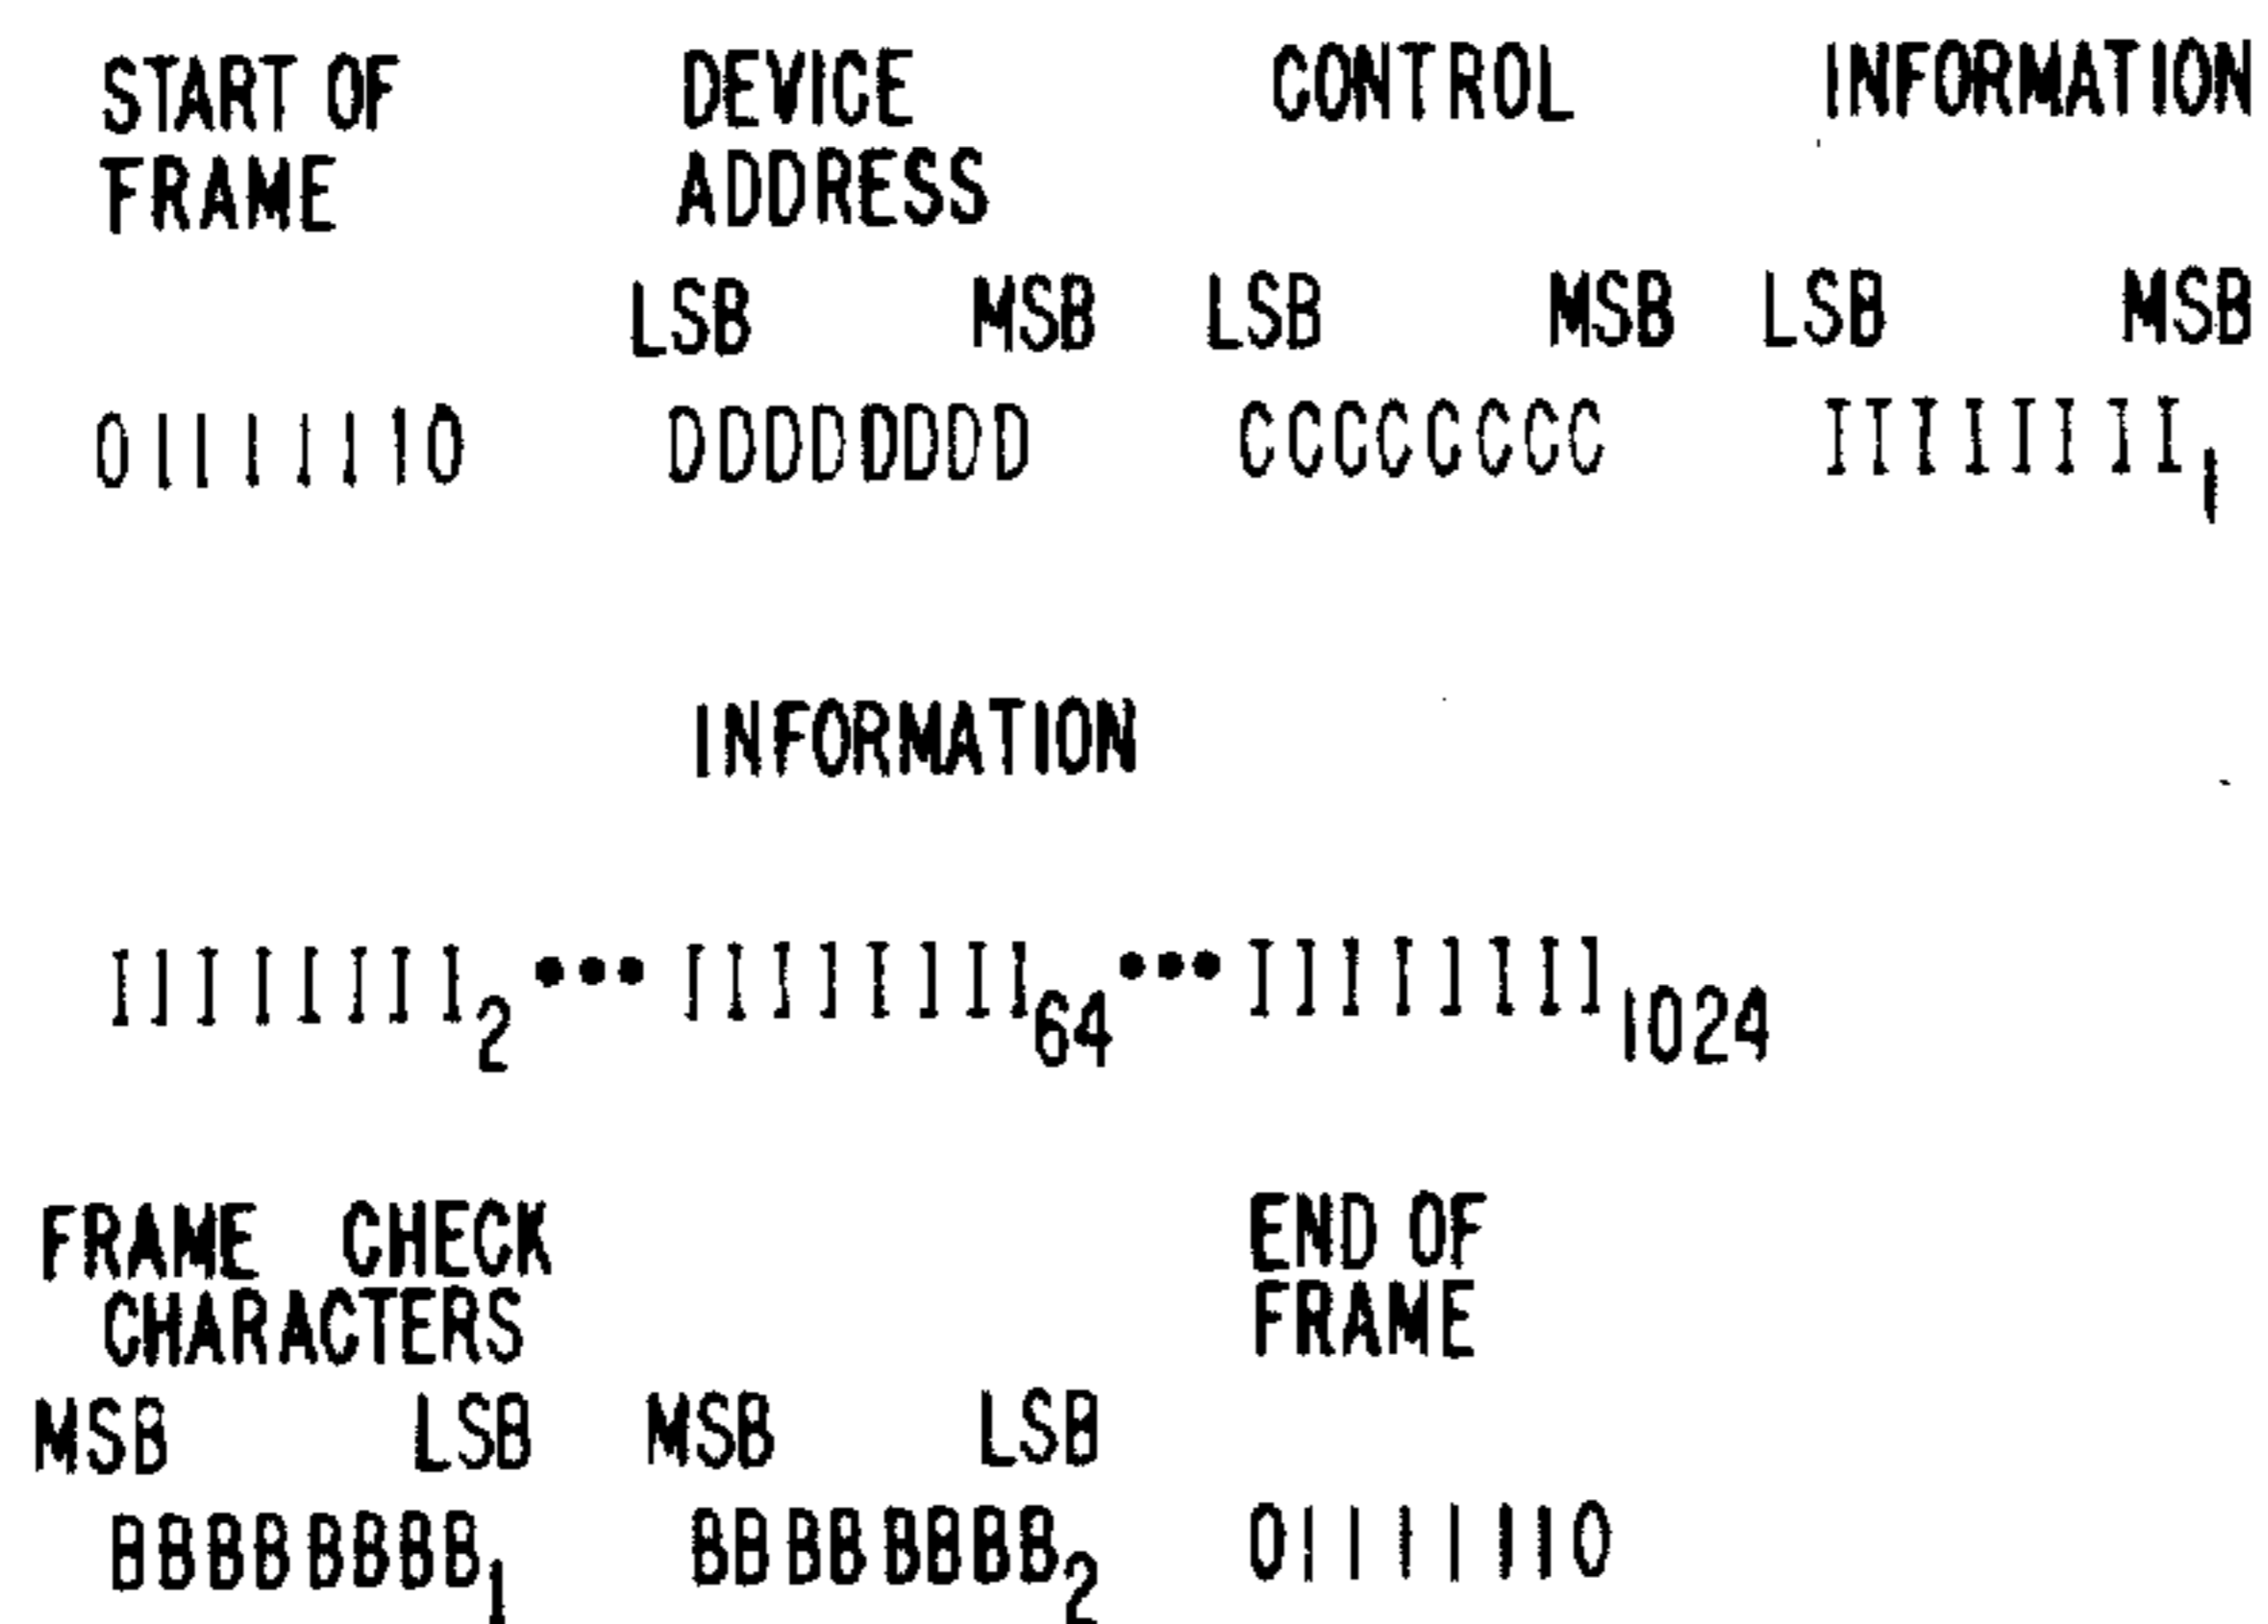 START OF DEVICE CONTROL INFORMATION
FRAME ADDRESS
LSB MSB LSB MSB LSB MSB
01111110 DDDDDDDD CCCCCCCC IIIIIIII1
INFORMATION
IIIIIIII2 ••• IIIIIIII64 ••• IIIIIIII1024
FRAME CHECK END OF
CHARACTERS FRAME
MSB LSB MSB LSB
BBBBBBBB1 BBBBBBBB2 01111110